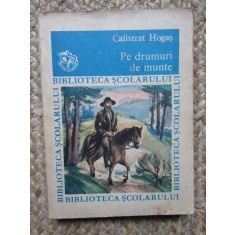 Calistrat Hogaș
Pe drumuri
de munte
BIBLIOTECA ȘCOLARULUI
BIBLIOTECA ȘCOLARULUI
BIBLIOTECA ȘCOLARULUI
BIBLIOTECA ȘCOLARULUI